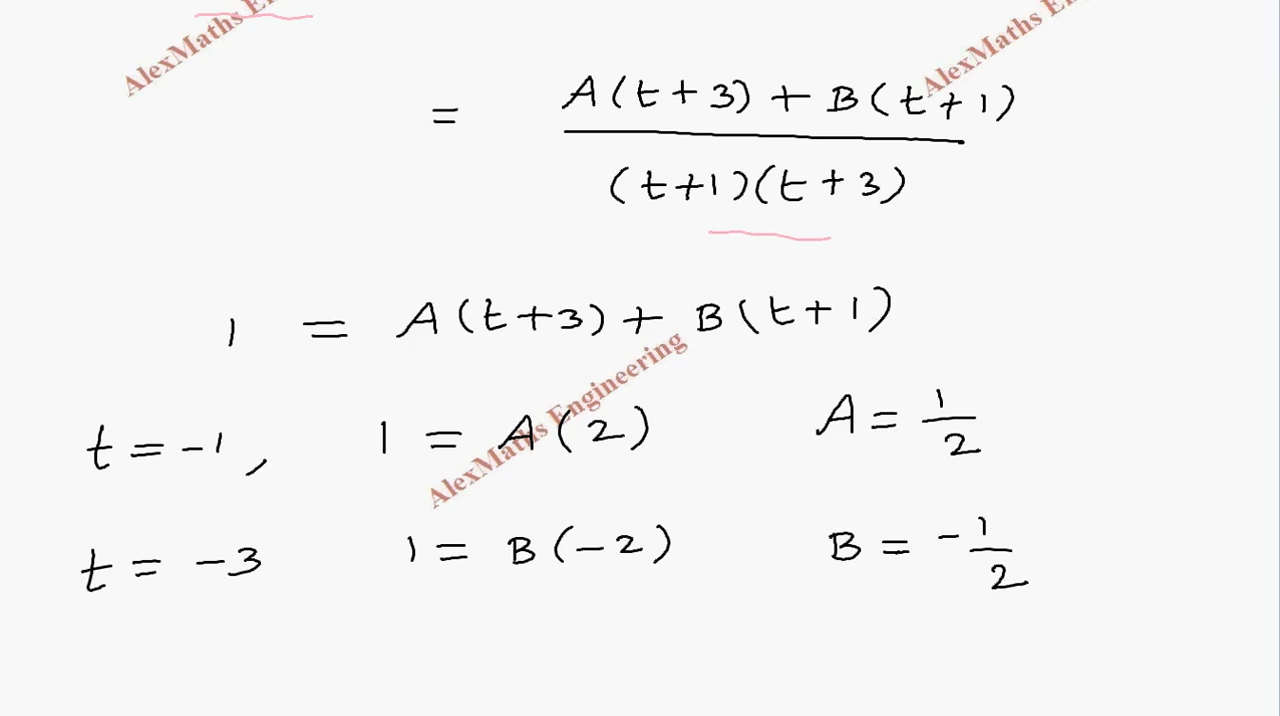 AlexMaths E
AlexMaths Engineering
= A(t+3) + B(t+1)
(t+1)(t+3)
1 = A(t+3) + B(t+1)
AlexMaths Engineering
t = -1, 1 = A(2) A = 1/2
t = -3 1 = B(-2) B = -1/2